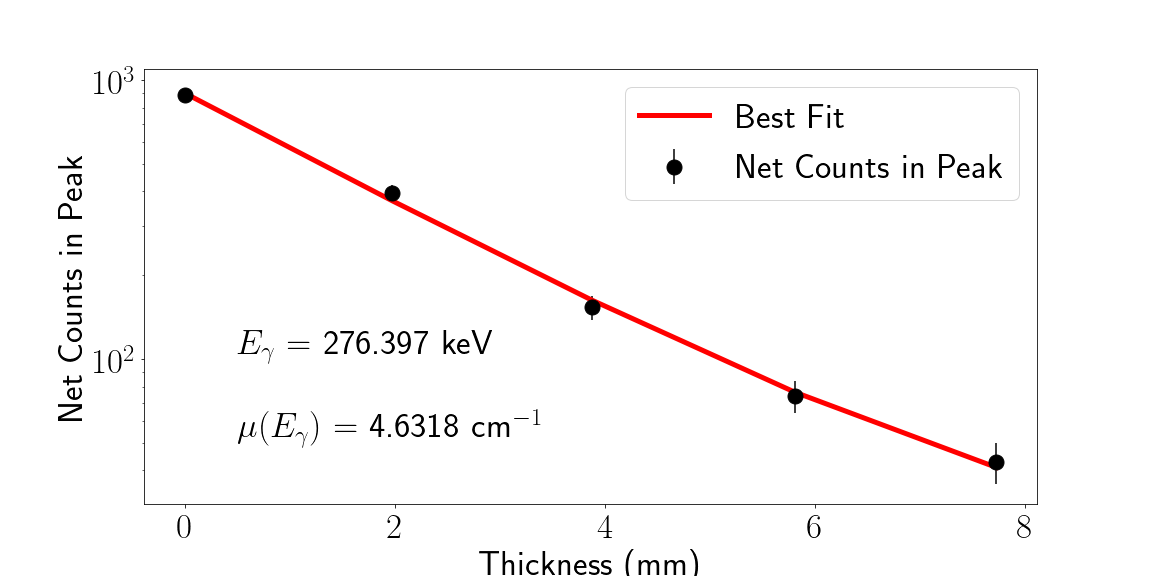 Best Fit
Net Counts in Peak
Net Counts in Peak
10³
10²
E_γ = 276.397 keV
μ(E_γ) = 4.6318 cm⁻¹
0 2 4 6 8
Thickness (mm)